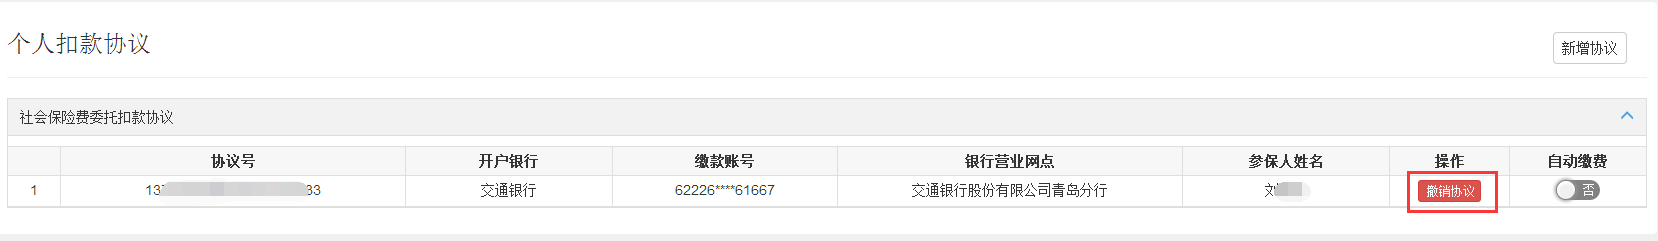 个人扣款协议
新增协议
社会保险费委托扣款协议
协议号 开户银行 缴款账号 银行营业网点 参保人姓名 操作 自动缴费
1 13 33 交通银行 62226****61667 交通银行股份有限公司青岛分行 撤销协议 否